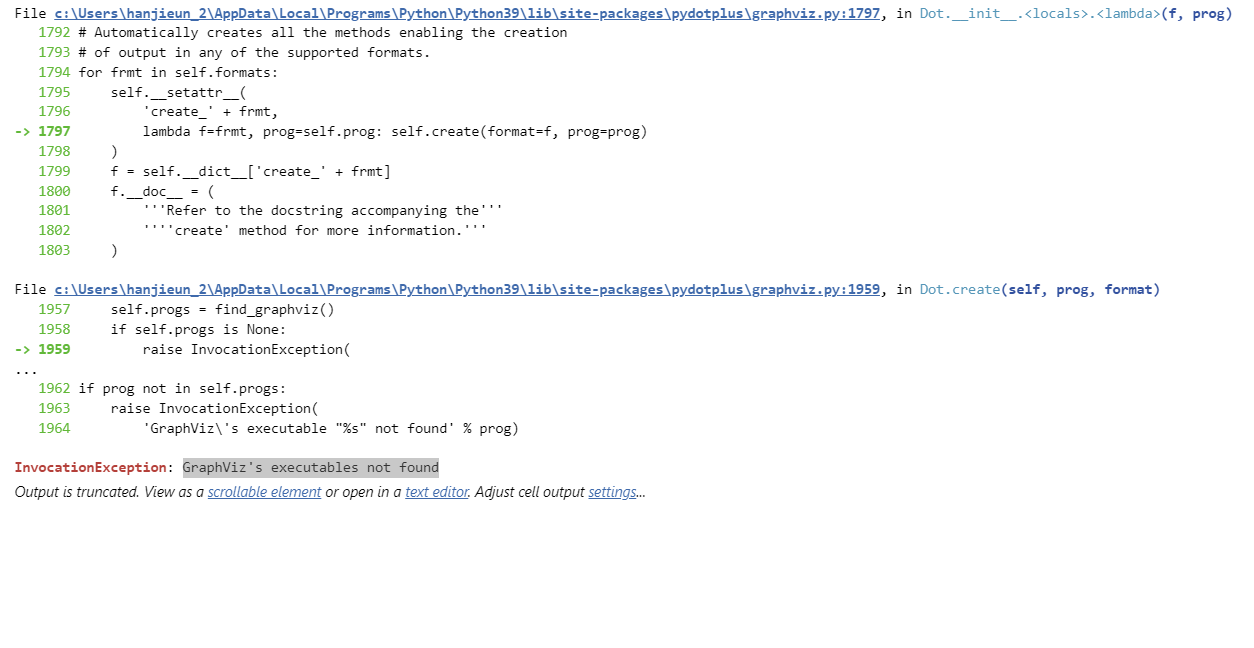 File c:\Users\hanjieun_2\AppData\Local\Programs\Python\Python39\lib\site-packages\pydotplus\graphviz.py:1797, in Dot.__init__.<locals>.<lambda>(f, prog)
   1792 # Automatically creates all the methods enabling the creation
   1793 # of output in any of the supported formats.
   1794 for frmt in self.formats:
   1795     self.__setattr__(
   1796         'create_' + frmt,
-> 1797         lambda f=frmt, prog=self.prog: self.create(format=f, prog=prog)
   1798     )
   1799     f = self.__dict__['create_' + frmt]
   1800     f.__doc__ = (
   1801         '''Refer to the docstring accompanying the'''
   1802         ''''create' method for more information.'''
   1803     )
File c:\Users\hanjieun_2\AppData\Local\Programs\Python\Python39\lib\site-packages\pydotplus\graphviz.py:1959, in Dot.create(self, prog, format)
   1957     self.progs = find_graphviz()
   1958     if self.progs is None:
-> 1959         raise InvocationException(
...
   1962 if prog not in self.progs:
   1963     raise InvocationException(
   1964         'GraphViz\'s executable "%s" not found' % prog)
InvocationException: GraphViz's executables not found
Output is truncated. View as a scrollable element or open in a text editor. Adjust cell output settings...